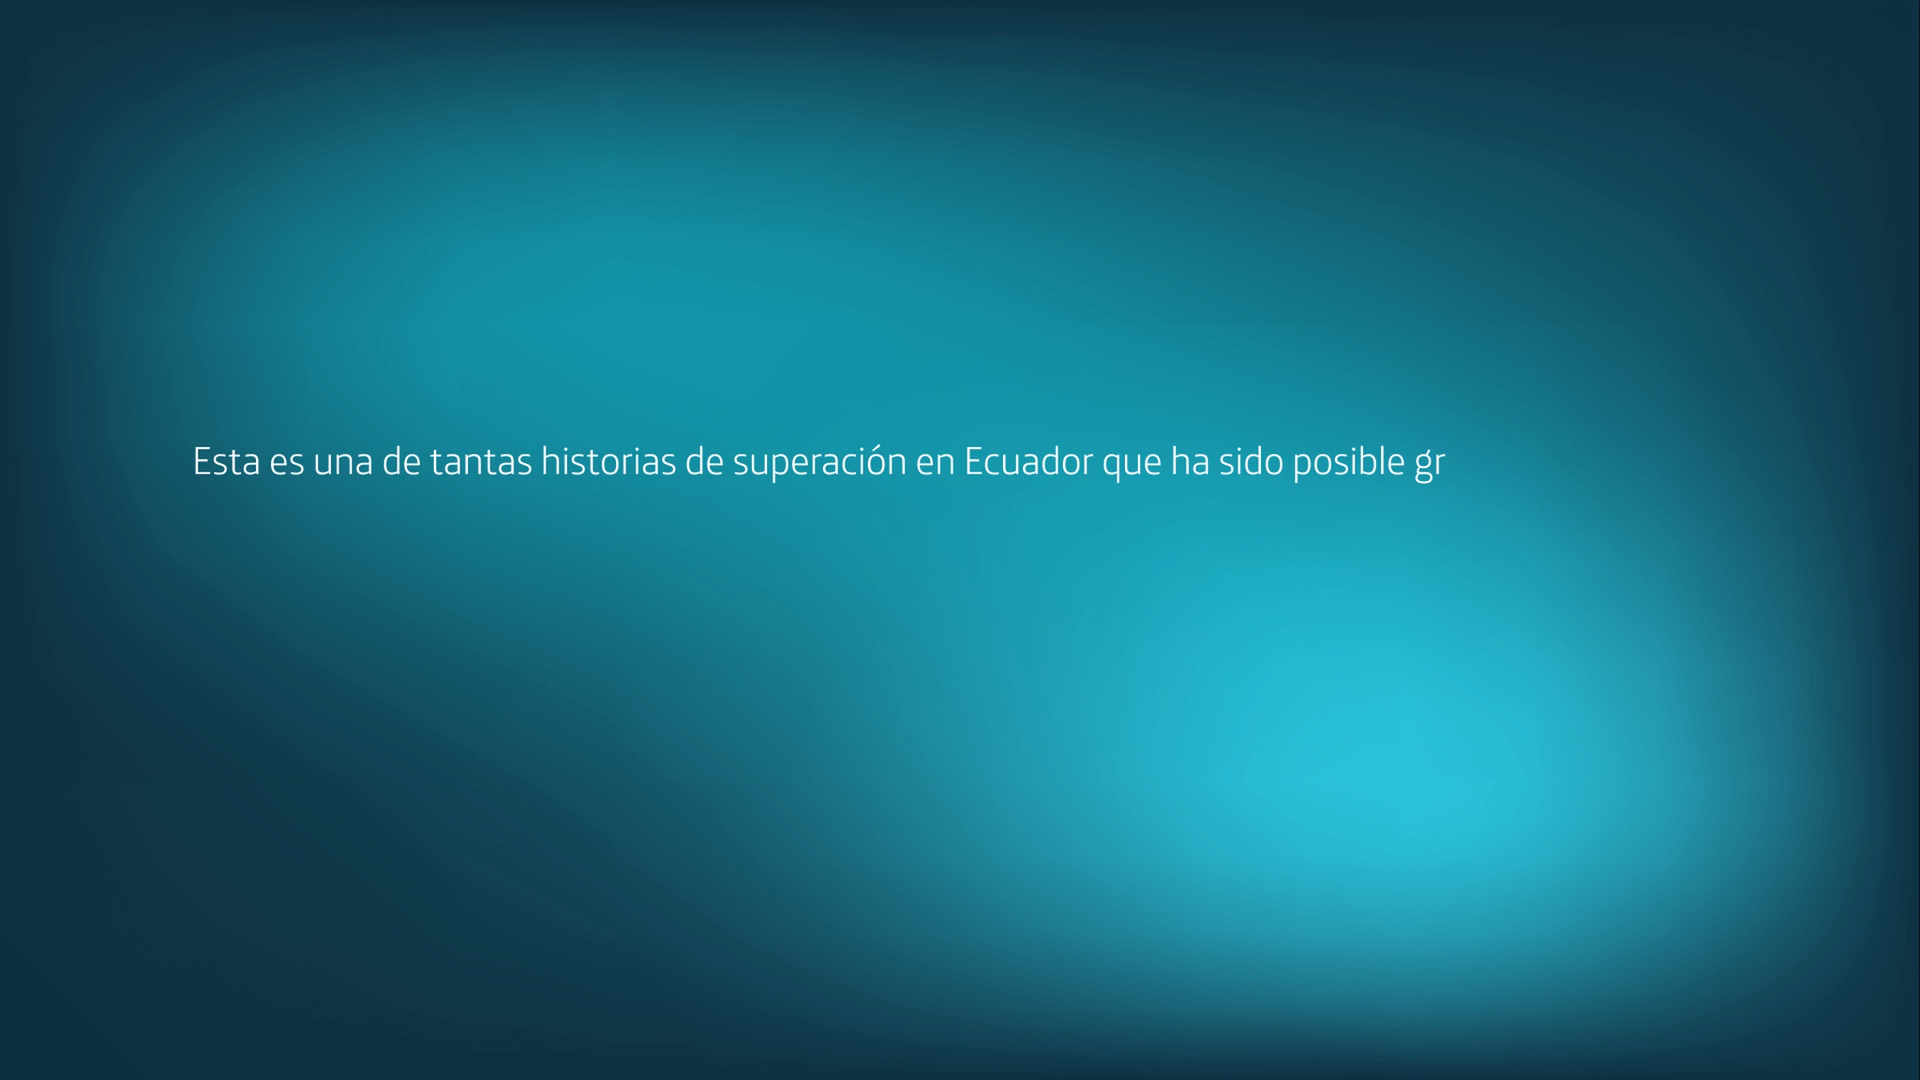 Esta es una de tantas historias de superación en Ecuador que ha sido posible gr